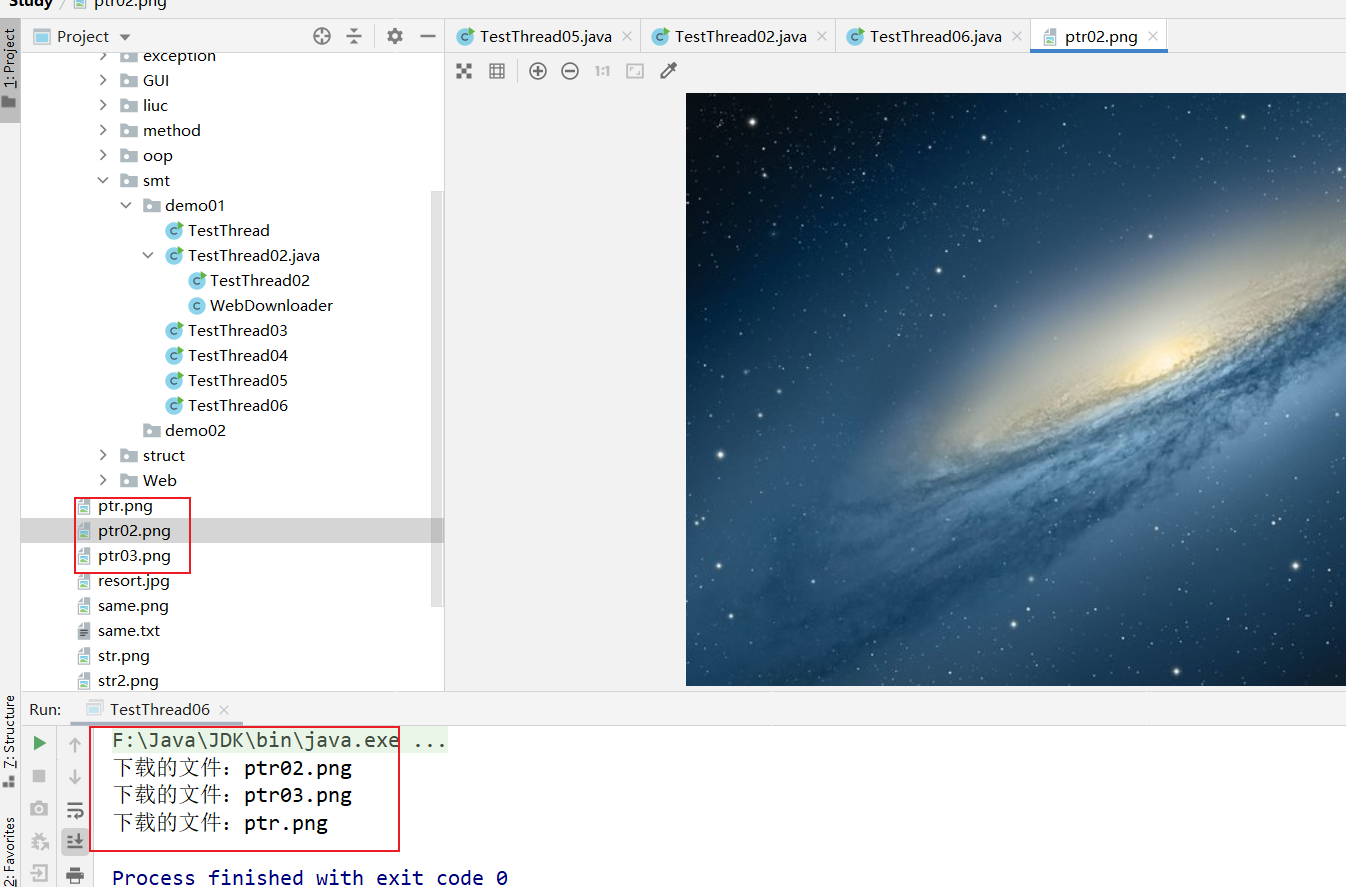 Study / ptr02.png
1: Project
Project
TestThread05.java
TestThread02.java
TestThread06.java
ptr02.png
1:1
exception
GUI
liuc
method
oop
smt
demo01
TestThread
TestThread02.java
TestThread02
WebDownloader
TestThread03
TestThread04
TestThread05
TestThread06
demo02
struct
Web
ptr.png
ptr02.png
ptr03.png
resort.jpg
same.png
same.txt
str.png
str2.png
Z: Structure
2: Favorites
Run: TestThread06
F:\Java\JDK\bin\java.exe ...
下载的文件：ptr02.png
下载的文件：ptr03.png
下载的文件：ptr.png
Process finished with exit code 0